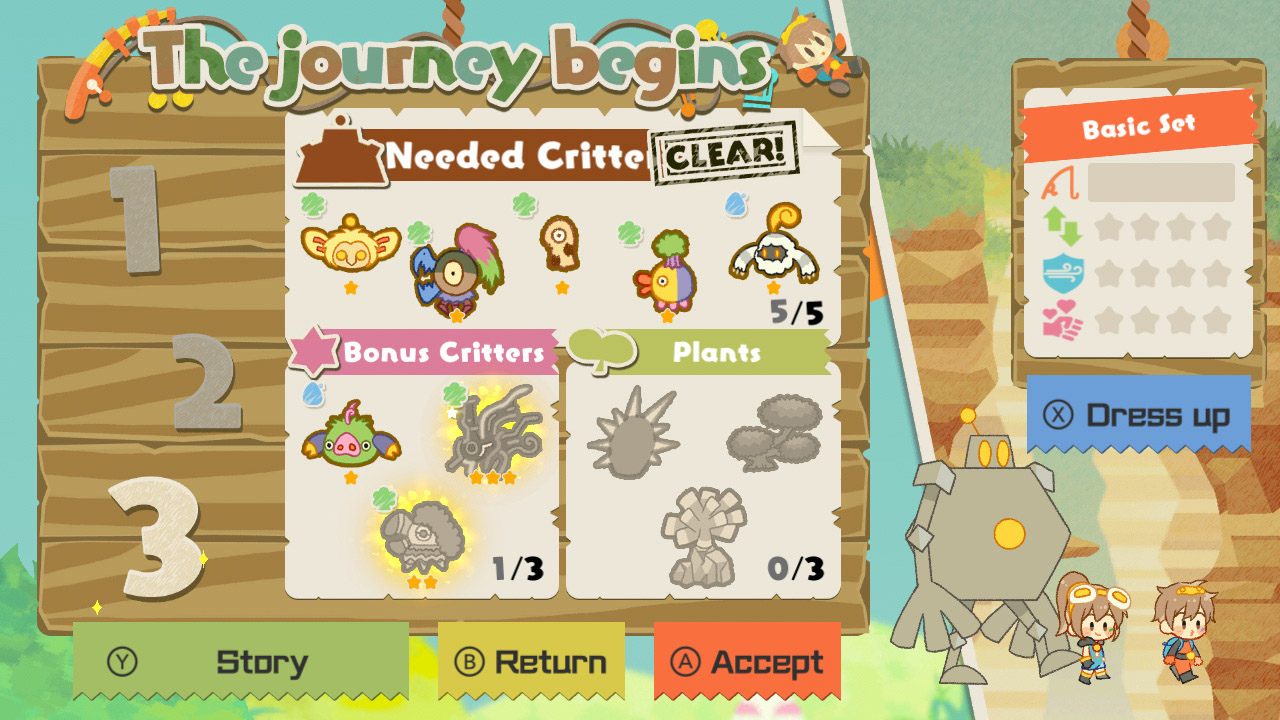 The journey begins
1
2
3
Needed Critte
CLEAR!
5/5
Bonus Critters
1/3
Plants
0/3
Basic Set
Ⓧ Dress up
Ⓨ Story
Ⓑ Return
Ⓐ Accept